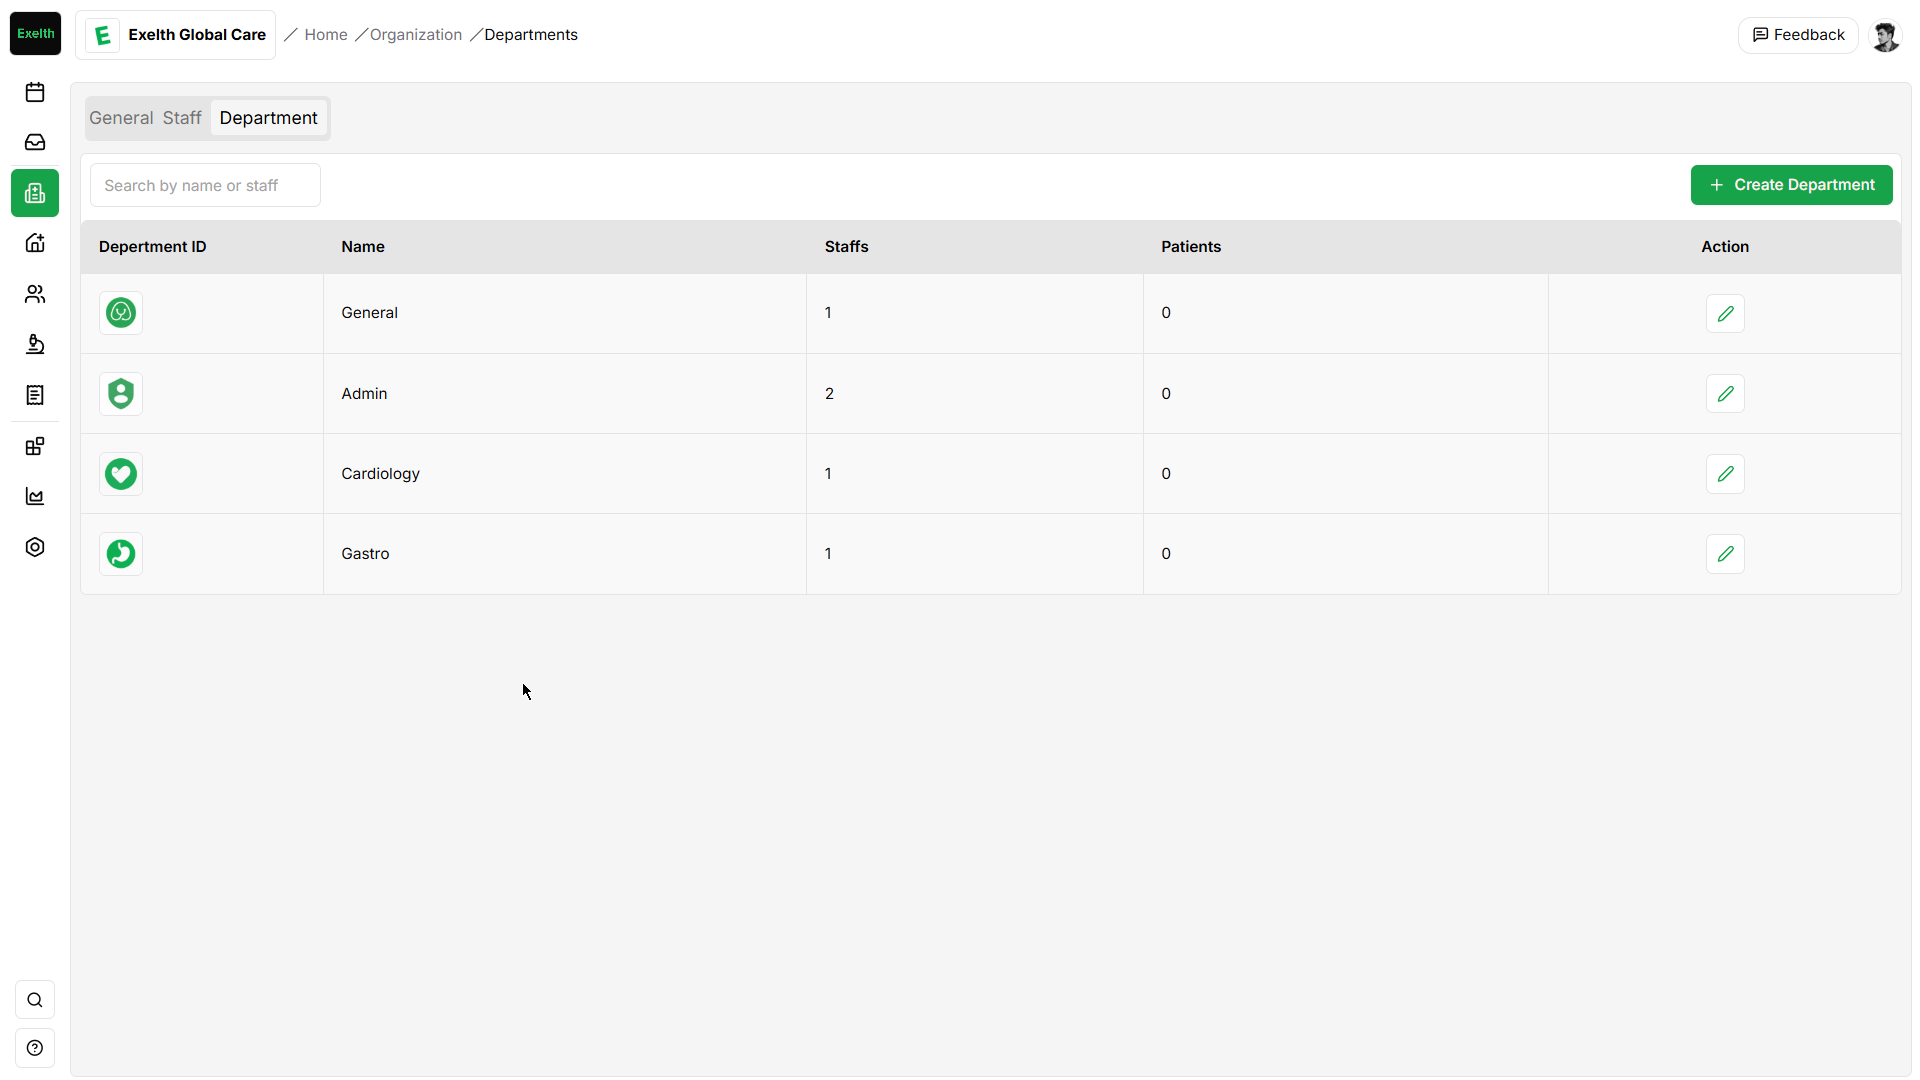 Exelth
E Exelth Global Care / Home / Organization / Departments
Feedback
General Staff Department
Search by name or staff
+ Create Department
Depertment ID Name Staffs Patients Action
General 1 0
Admin 2 0
Cardiology 1 0
Gastro 1 0